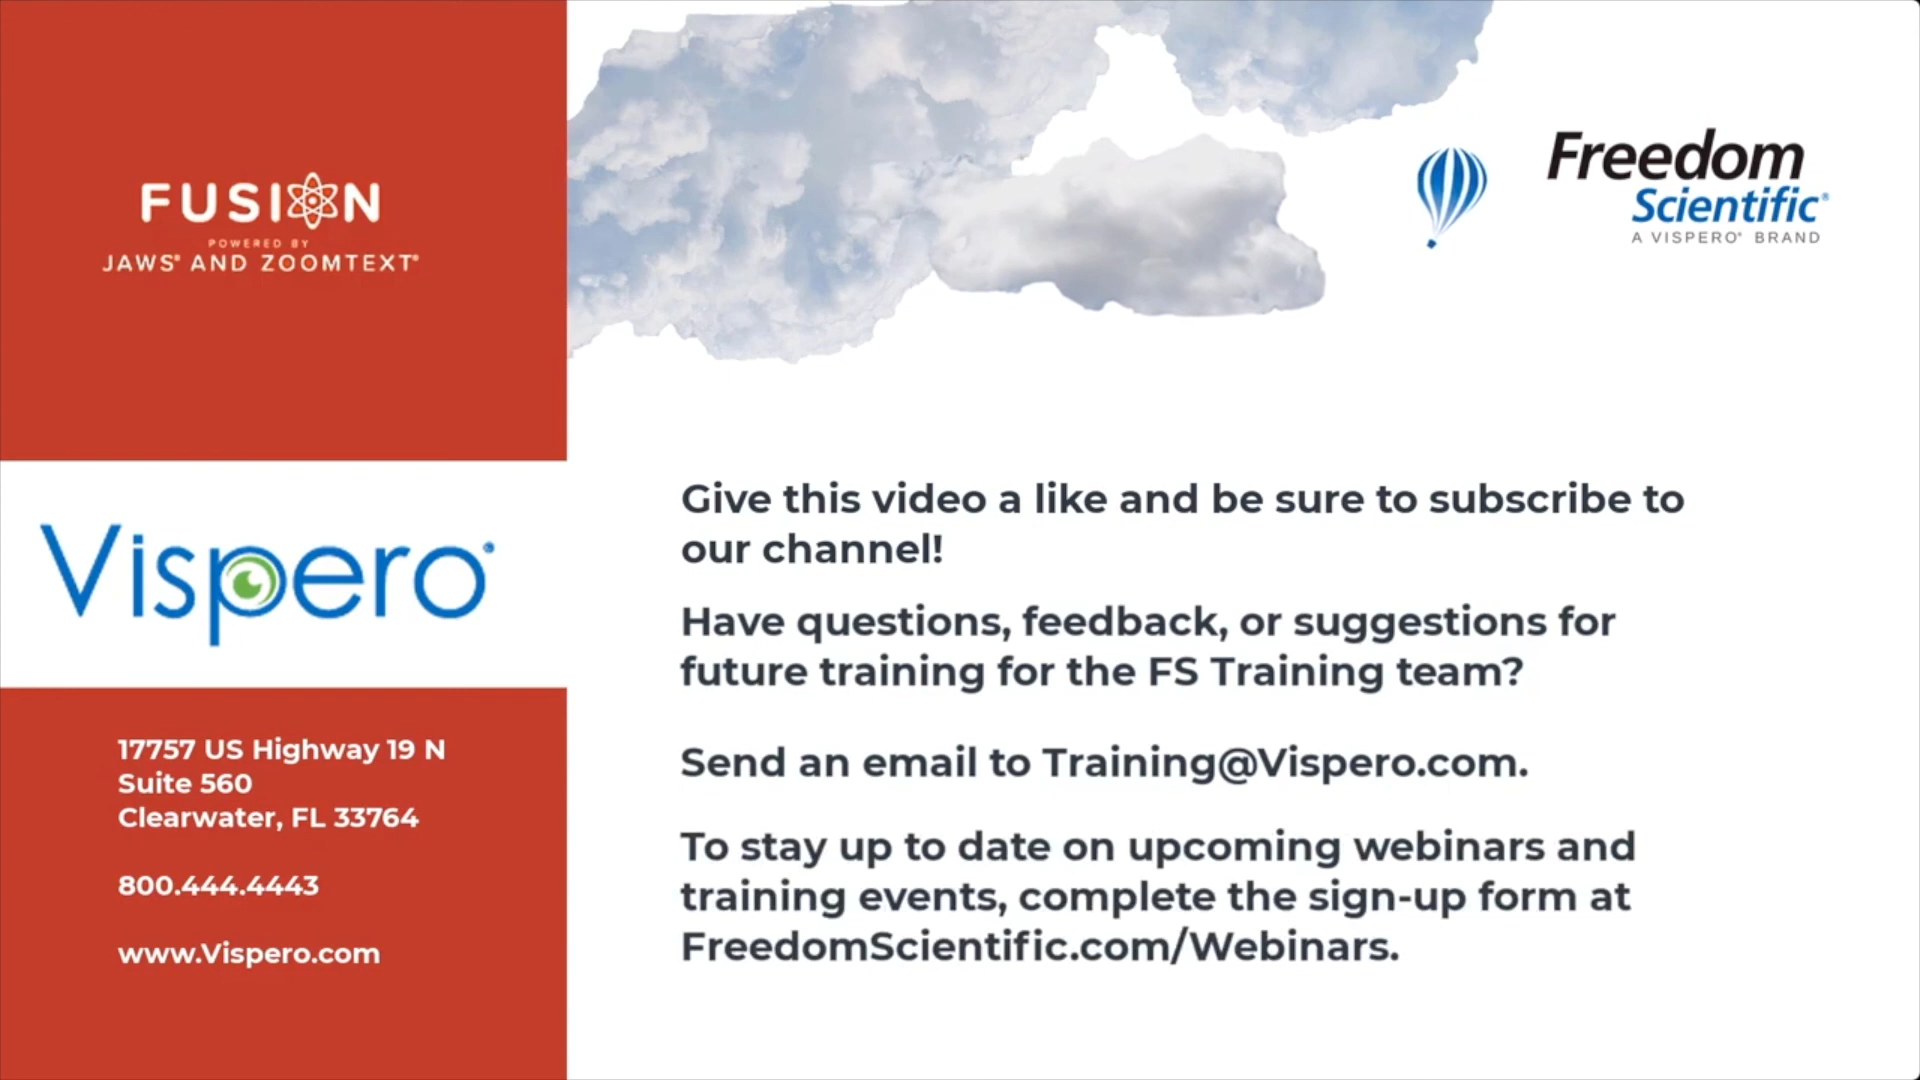 FUSION
POWERED BY
JAWS® AND ZOOMTEXT®
Vispero®
17757 US Highway 19 N
Suite 560
Clearwater, FL 33764
800.444.4443
www.Vispero.com
Freedom
Scientific®
A VISPERO® BRAND
Give this video a like and be sure to subscribe to
our channel!
Have questions, feedback, or suggestions for
future training for the FS Training team?
Send an email to Training@Vispero.com.
To stay up to date on upcoming webinars and
training events, complete the sign-up form at
FreedomScientific.com/Webinars.